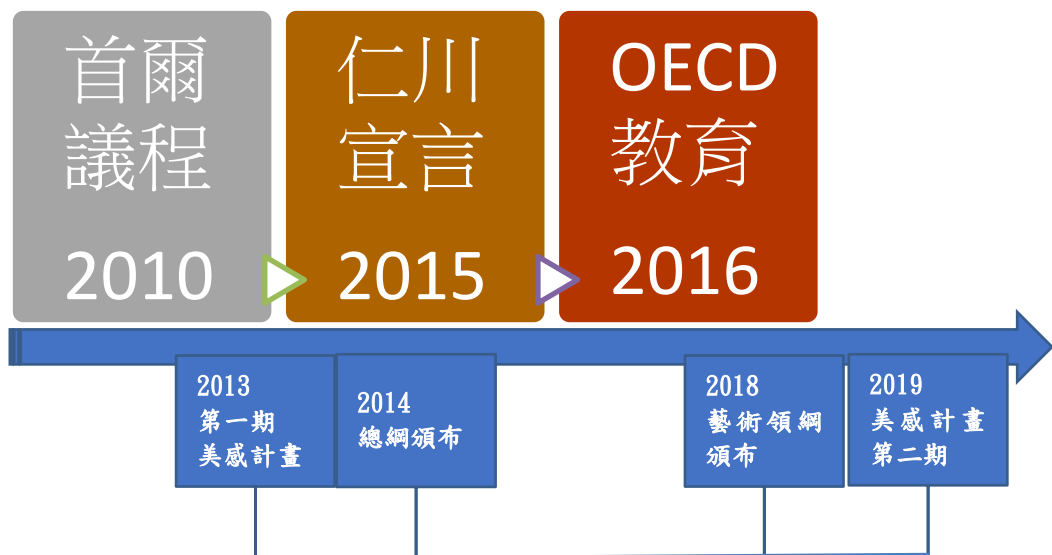 首爾
議程
2010
仁川
宣言
2015
OECD
教育
2016
2013
第一期
美感計畫
2014
總綱頒布
2018
藝術領綱
頒布
2019
美感計畫
第二期